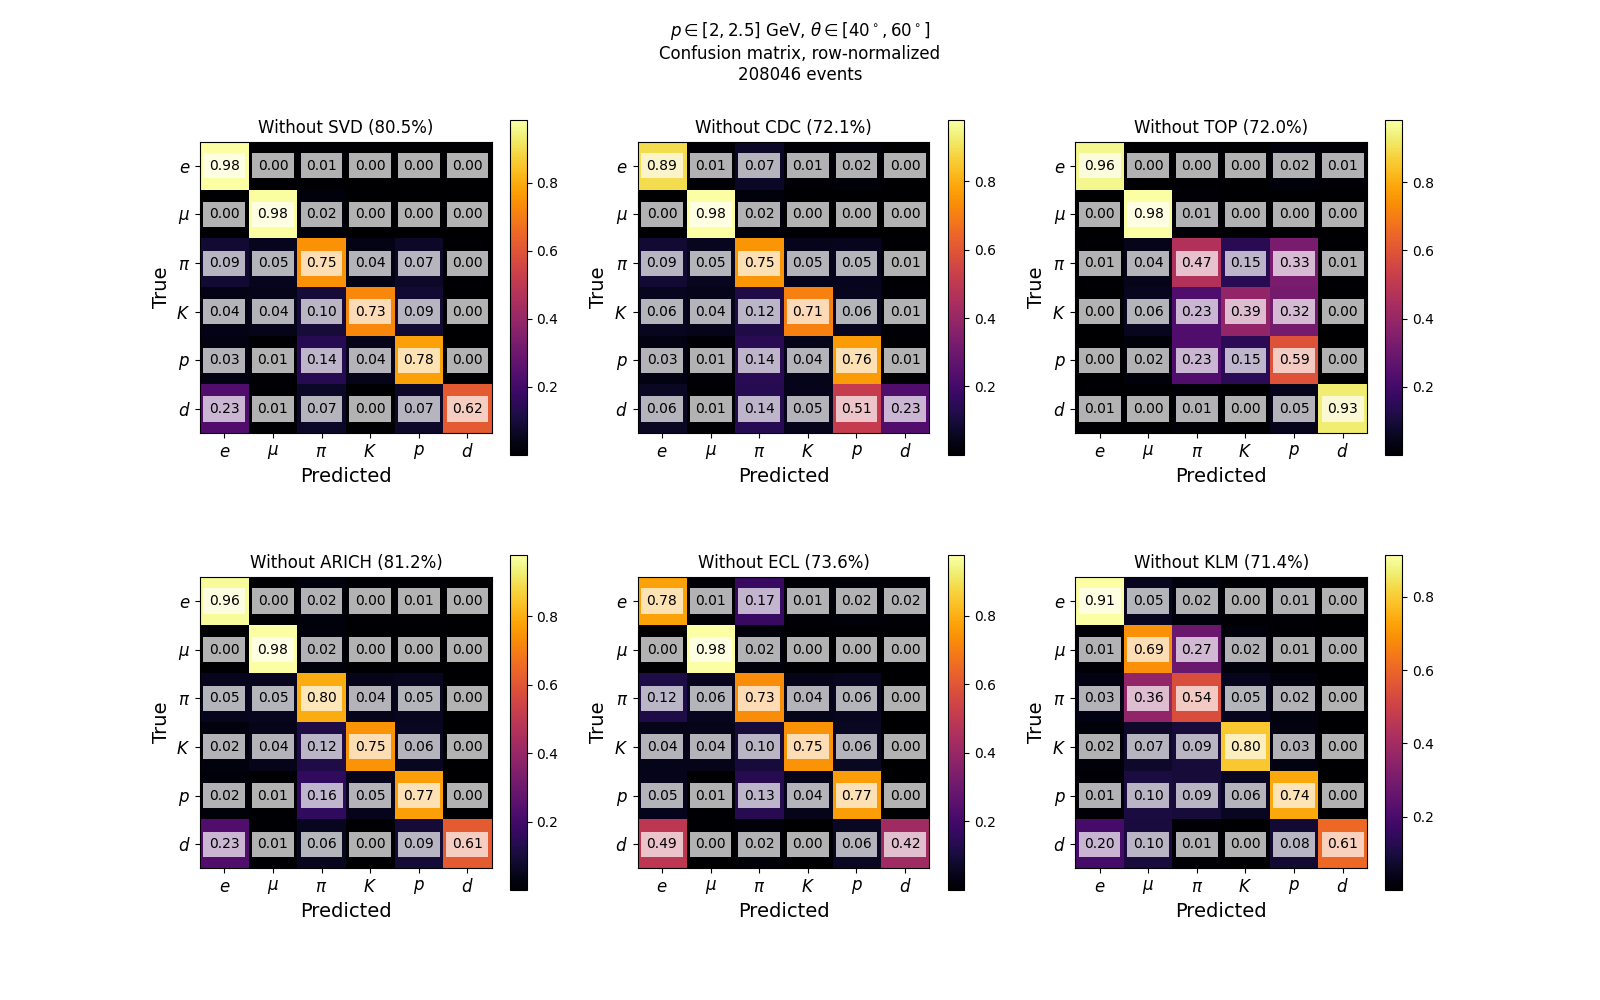 p ∈ [2, 2.5] GeV, θ ∈ [40°, 60°]
Confusion matrix, row-normalized
208046 events
Without SVD (80.5%)
True
e 0.98 0.00 0.01 0.00 0.00 0.00
μ 0.00 0.98 0.02 0.00 0.00 0.00
π 0.09 0.05 0.75 0.04 0.07 0.00
K 0.04 0.04 0.10 0.73 0.09 0.00
p 0.03 0.01 0.14 0.04 0.78 0.00
d 0.23 0.01 0.07 0.00 0.07 0.62
e μ π K p d
Predicted
0.8
0.6
0.4
0.2
Without CDC (72.1%)
True
e 0.89 0.01 0.07 0.01 0.02 0.00
μ 0.00 0.98 0.02 0.00 0.00 0.00
π 0.09 0.05 0.75 0.05 0.05 0.01
K 0.06 0.04 0.12 0.71 0.06 0.01
p 0.03 0.01 0.14 0.04 0.76 0.01
d 0.06 0.01 0.14 0.05 0.51 0.23
e μ π K p d
Predicted
0.8
0.6
0.4
0.2
Without TOP (72.0%)
True
e 0.96 0.00 0.00 0.00 0.02 0.01
μ 0.00 0.98 0.01 0.00 0.00 0.00
π 0.01 0.04 0.47 0.15 0.33 0.01
K 0.00 0.06 0.23 0.39 0.32 0.00
p 0.00 0.02 0.23 0.15 0.59 0.00
d 0.01 0.00 0.01 0.00 0.05 0.93
e μ π K p d
Predicted
0.8
0.6
0.4
0.2
Without ARICH (81.2%)
True
e 0.96 0.00 0.02 0.00 0.01 0.00
μ 0.00 0.98 0.02 0.00 0.00 0.00
π 0.05 0.05 0.80 0.04 0.05 0.00
K 0.02 0.04 0.12 0.75 0.06 0.00
p 0.02 0.01 0.16 0.05 0.77 0.00
d 0.23 0.01 0.06 0.00 0.09 0.61
e μ π K p d
Predicted
0.8
0.6
0.4
0.2
Without ECL (73.6%)
True
e 0.78 0.01 0.17 0.01 0.02 0.02
μ 0.00 0.98 0.02 0.00 0.00 0.00
π 0.12 0.06 0.73 0.04 0.06 0.00
K 0.04 0.04 0.10 0.75 0.06 0.00
p 0.05 0.01 0.13 0.04 0.77 0.00
d 0.49 0.00 0.02 0.00 0.06 0.42
e μ π K p d
Predicted
0.8
0.6
0.4
0.2
Without KLM (71.4%)
True
e 0.91 0.05 0.02 0.00 0.01 0.00
μ 0.01 0.69 0.27 0.02 0.01 0.00
π 0.03 0.36 0.54 0.05 0.02 0.00
K 0.02 0.07 0.09 0.80 0.03 0.00
p 0.01 0.10 0.09 0.06 0.74 0.00
d 0.20 0.10 0.01 0.00 0.08 0.61
e μ π K p d
Predicted
0.8
0.6
0.4
0.2